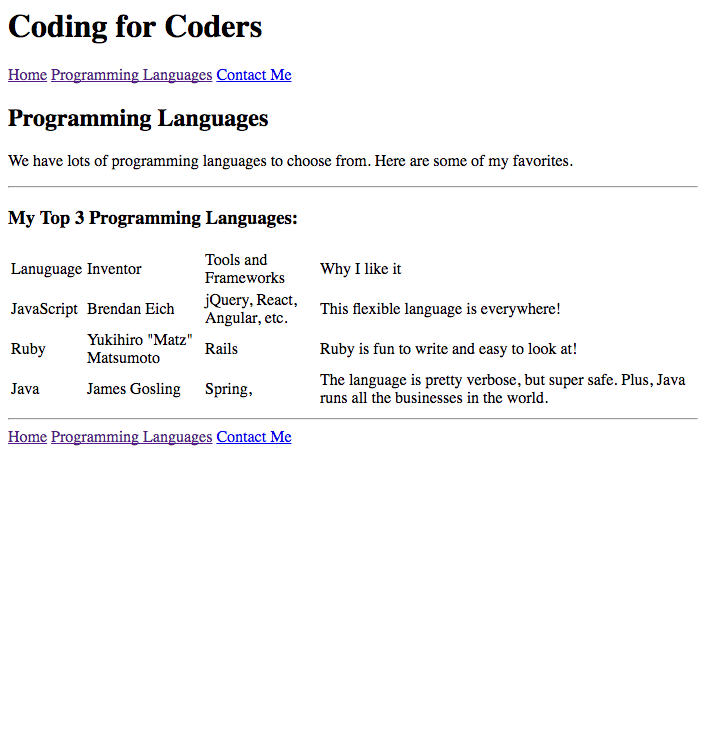 Coding for Coders
Home Programming Languages Contact Me
Programming Languages
We have lots of programming languages to choose from. Here are some of my favorites.
My Top 3 Programming Languages:
Lanuguage Inventor Tools and Frameworks Why I like it
JavaScript Brendan Eich jQuery, React, Angular, etc. This flexible language is everywhere!
Ruby Yukihiro "Matz" Matsumoto Rails Ruby is fun to write and easy to look at!
Java James Gosling Spring, The language is pretty verbose, but super safe. Plus, Java runs all the businesses in the world.
Home Programming Languages Contact Me